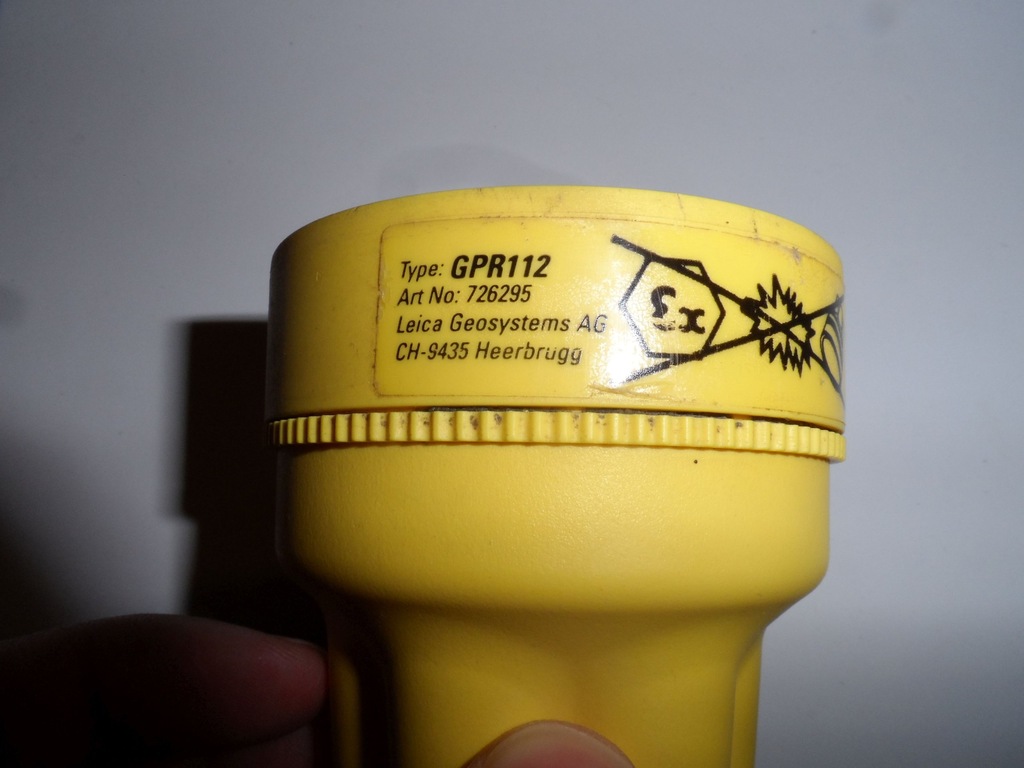 Type: GPR112
Art No: 726295
Leica Geosystems AG
CH-9435 Heerbrugg
Ex